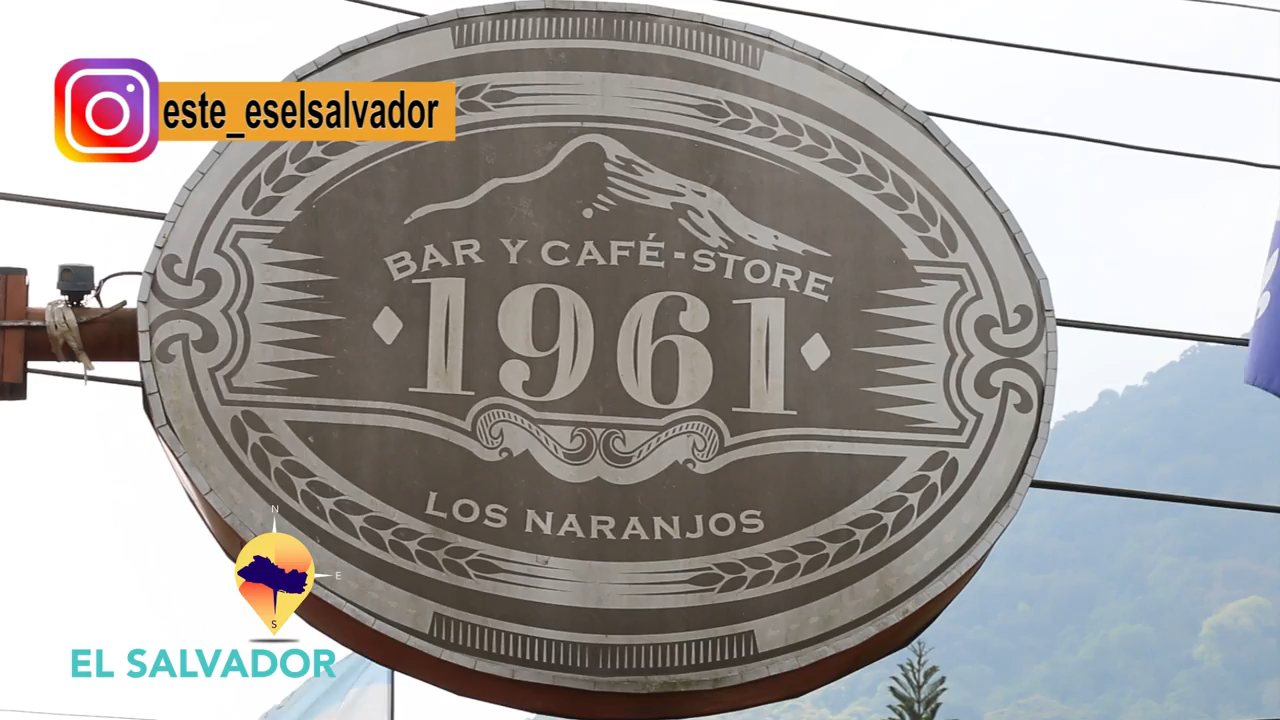 este_eselsalvador
BAR Y CAFÉ-STORE
1961
LOS NARANJOS
N
E
S
EL SALVADOR